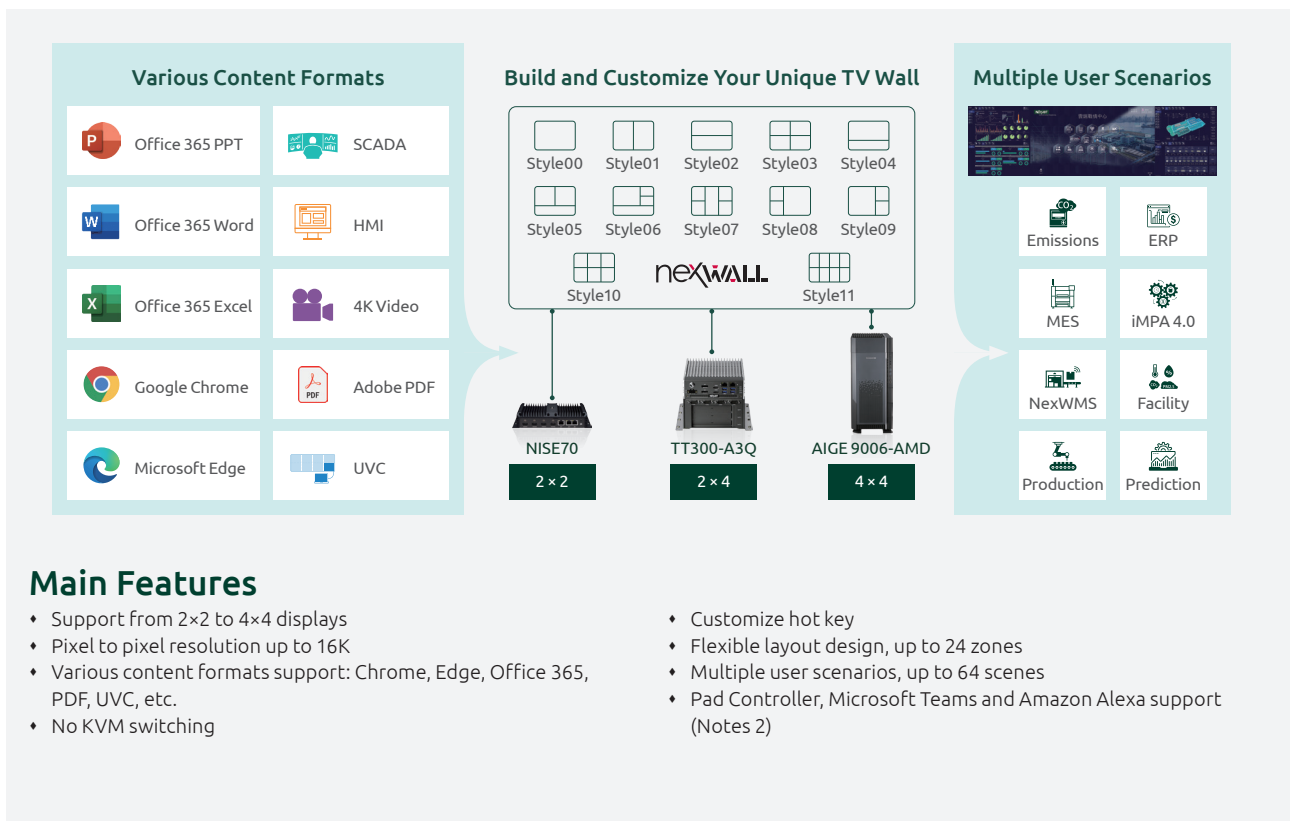 Various Content Formats
Office 365 PPT
SCADA
Office 365 Word
HMI
Office 365 Excel
4K Video
Google Chrome
PDF
Adobe PDF
Microsoft Edge
UVC
Build and Customize Your Unique TV Wall
Style00
Style01
Style02
Style03
Style04
Style05
Style06
Style07
Style08
Style09
Style10
nexWALL
Style11
NISE70
TT300-A3Q
AIGE 9006-AMD
2 × 2
2 × 4
4 × 4
Multiple User Scenarios
CO₂
Emissions
ERP
MES
iMPA 4.0
NexWMS
Facility
Production
Prediction
Main Features
Support from 2×2 to 4×4 displays
Pixel to pixel resolution up to 16K
Various content formats support: Chrome, Edge, Office 365,
PDF, UVC, etc.
No KVM switching
Customize hot key
Flexible layout design, up to 24 zones
Multiple user scenarios, up to 64 scenes
Pad Controller, Microsoft Teams and Amazon Alexa support
(Notes 2)